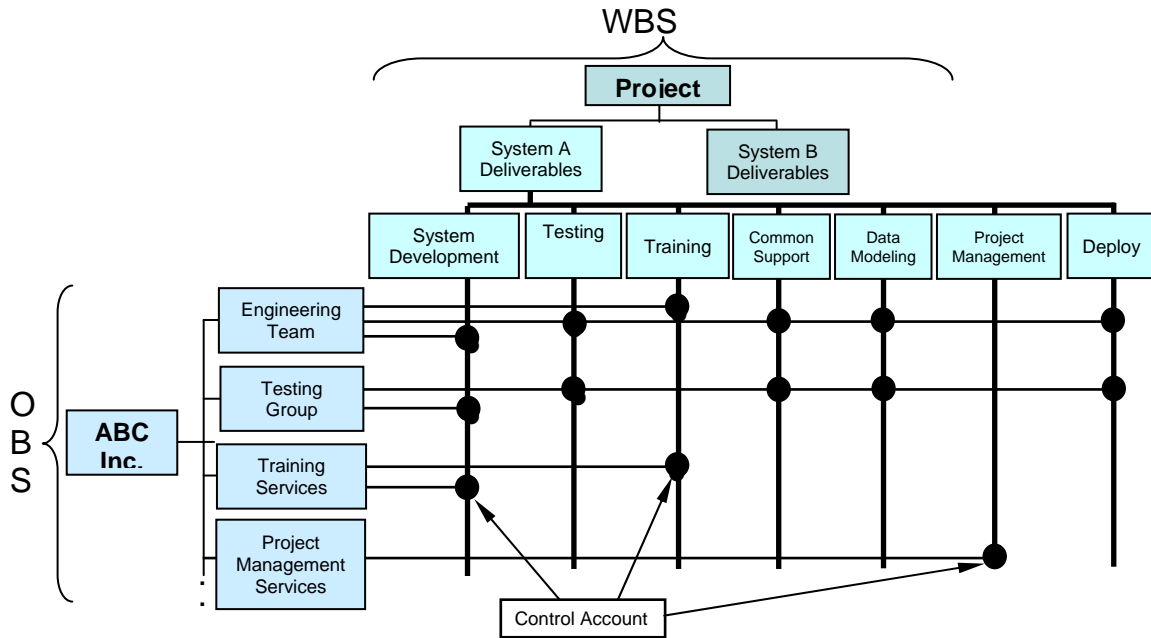 WBS
Project
System A
Deliverables
System B
Deliverables
System
Development
Testing
Training
Common
Support
Data
Modeling
Project
Management
Deploy
Engineering
Team
Testing
Group
O
B
S
ABC
Inc.
Training
Services
Project
Management
Services
:
Control Account